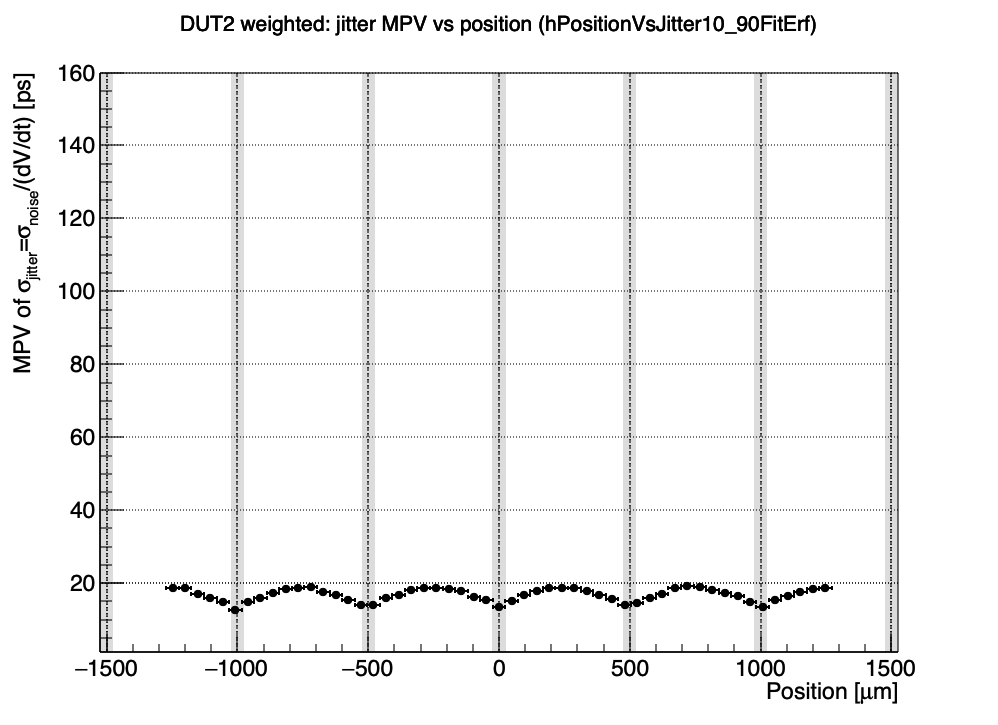 DUT2 weighted: jitter MPV vs position (hPositionVsJitter10_90FitErf)
MPV of σjitter=σnoise/(dV/dt) [ps]
160
140
120
100
80
60
40
20
−1500 −1000 −500 0 500 1000 1500
Position [μm]